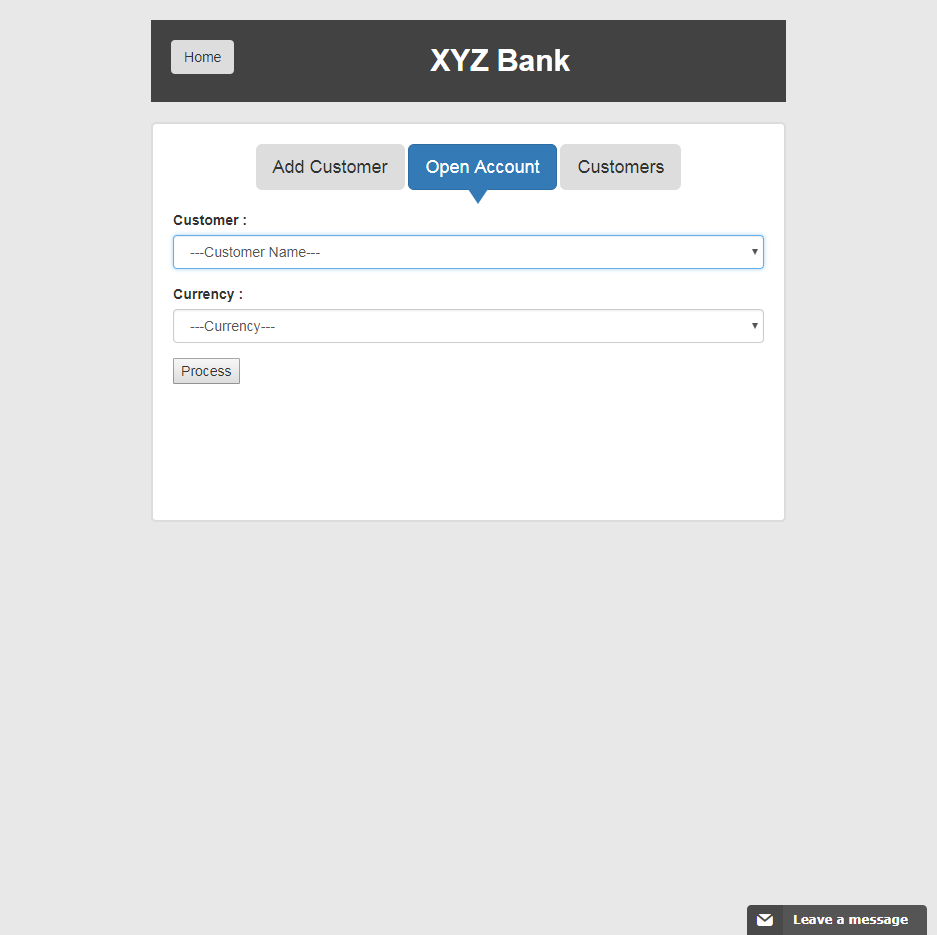 Home
XYZ Bank
Add Customer
Open Account
Customers
Customer :
---Customer Name---
Currency :
---Currency---
Process
Leave a message